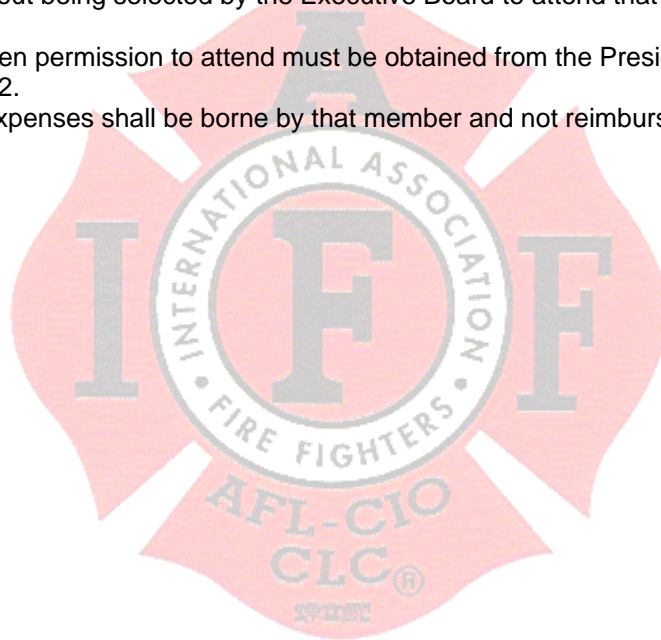 out being selected by the Executive Board to attend that
en permission to attend must be obtained from the Presi
2.
xpenses shall be borne by that member and not reimburs
A
INTERNATIONAL ASSOCIATION
I F F
FIRE FIGHTERS
AFL-CIO
CLC®